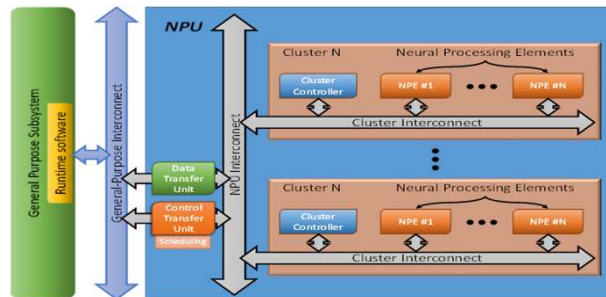 General Purpose Subsystem
Runtime software
General-Purpose Interconnect
NPU
Data
Transfer
Unit
Control
Transfer
Unit
Scheduling
NPU Interconnect
Cluster N
Neural Processing Elements
Cluster
Controller
NPE #1
NPE #N
Cluster Interconnect
Cluster N
Neural Processing Elements
Cluster
Controller
NPE #1
NPE #N
Cluster Interconnect